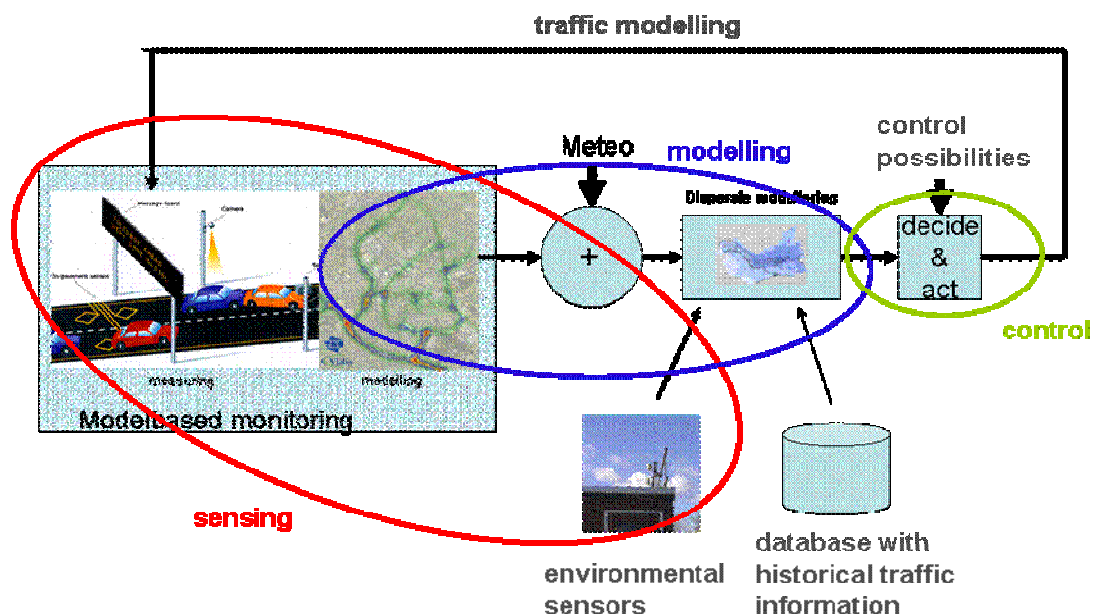 traffic modelling
control
possibilities
Meteo
modelling
Camera
+
decide
&
act
control
measuring
modelling
Modelbased monitoring
sensing
environmental
sensors
database with
historical traffic
information